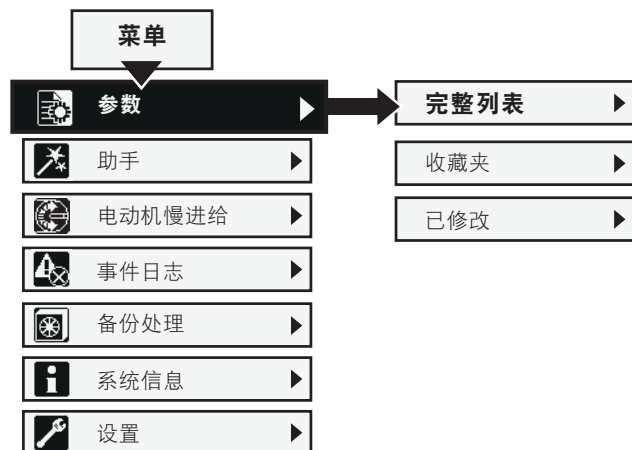 菜单
参数
助手
电动机慢进给
事件日志
备份处理
系统信息
设置
完整列表
收藏夹
已修改